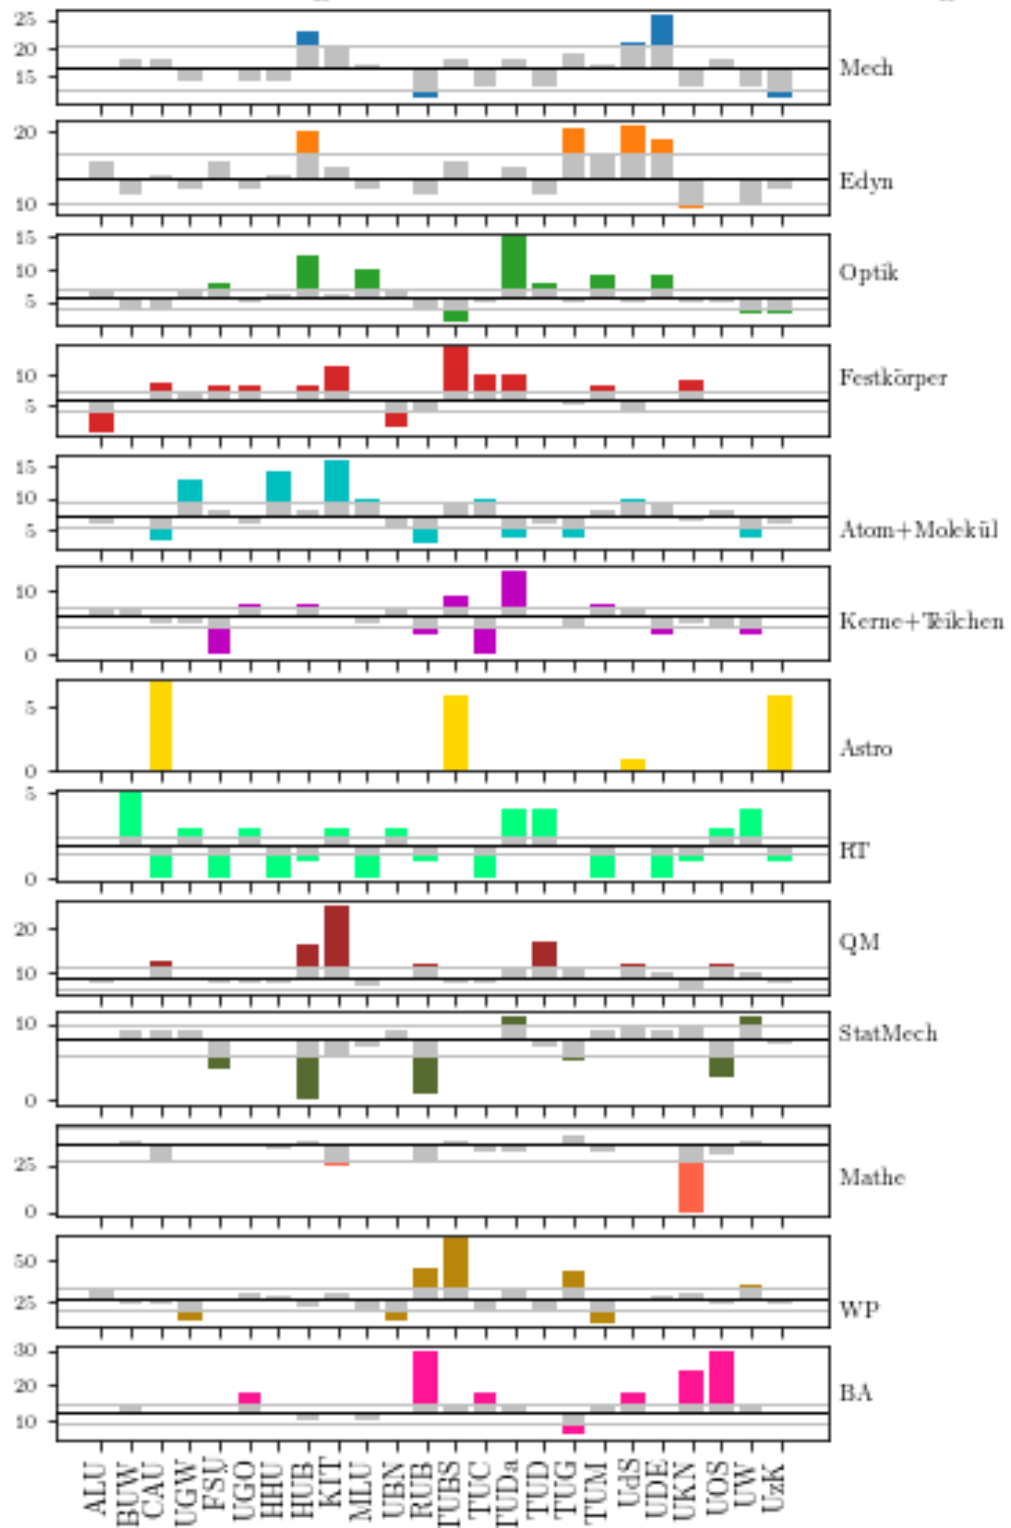 25
20
15
Mech
20
10
Edyn
15
10
5
Optik
10
5
Festkörper
15
10
5
Atom+Molekül
10
0
Kerne+Teilchen
5
0
Astro
5
0
RT
20
10
QM
10
0
StatMech
25
0
Mathe
50
25
WP
30
20
10
BA
ALU BUW CAU UGW FSU UGO HHU HUB KIT MLU UBN RUB TUBS TUC TUDa TUD TUG TUM UdS UDE UKN UOS UW UzK